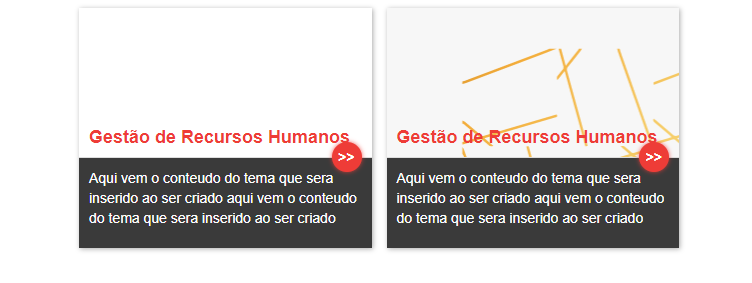 Gestão de Recursos Humanos
>>
Aqui vem o conteudo do tema que sera
inserido ao ser criado aqui vem o conteudo
do tema que sera inserido ao ser criado
Gestão de Recursos Humanos
>>
Aqui vem o conteudo do tema que sera
inserido ao ser criado aqui vem o conteudo
do tema que sera inserido ao ser criado